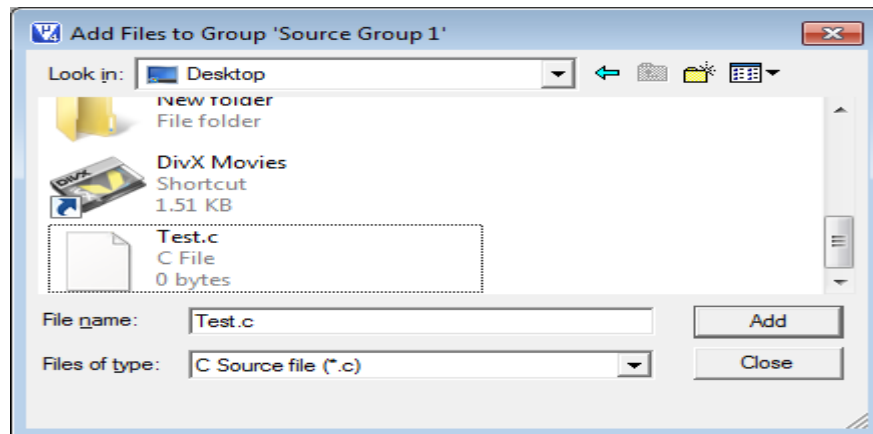 Add Files to Group 'Source Group 1'
Look in: Desktop
New folder
File folder
DivX Movies
Shortcut
1.51 KB
Test.c
C File
0 bytes
File name: Test.c Add
Files of type: C Source file (*.c) Close